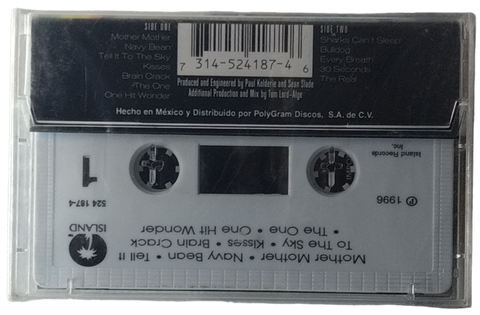 SIDE ONE
Mother Mother
Navy Bean
Tell It To The Sky
Kisses
Brain Crack
The One
One Hit Wonder
SIDE TWO
Sharks Can't Sleep
Bulldog
Every Breath
30 Seconds
The Rest
7 314-524187-4 6
Produced and Engineered by Paul Kolderie and Sean Slade
Additional Production and Mix by Tom Lord-Alge
Hecho en México y Distribuido por PolyGram Discos, S.A. de C.V.
Mother Mother • Navy Bean • Tell It
To The Sky • Kisses • Brain Crack
• The One • One Hit Wonder
ISLAND
1
524 187-4
℗ 1996
Island Records
Inc.